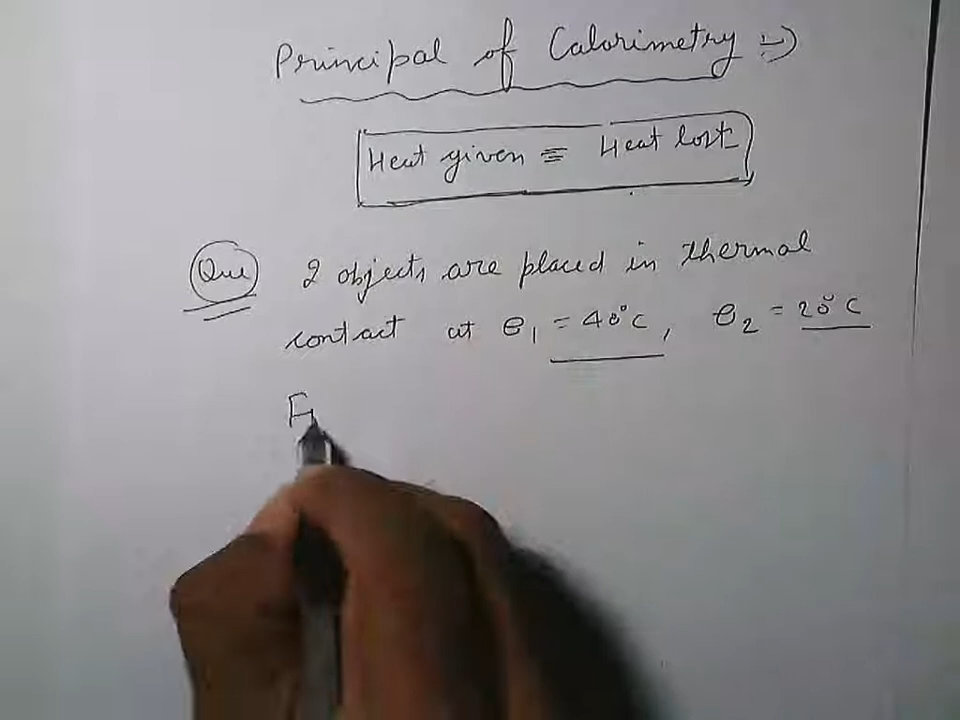 Principal of Calorimetry :-)
Heat given = Heat lost
Que 2 objects are placed in thermal
contact at θ₁ = 40°C, θ₂ = 20°C
F